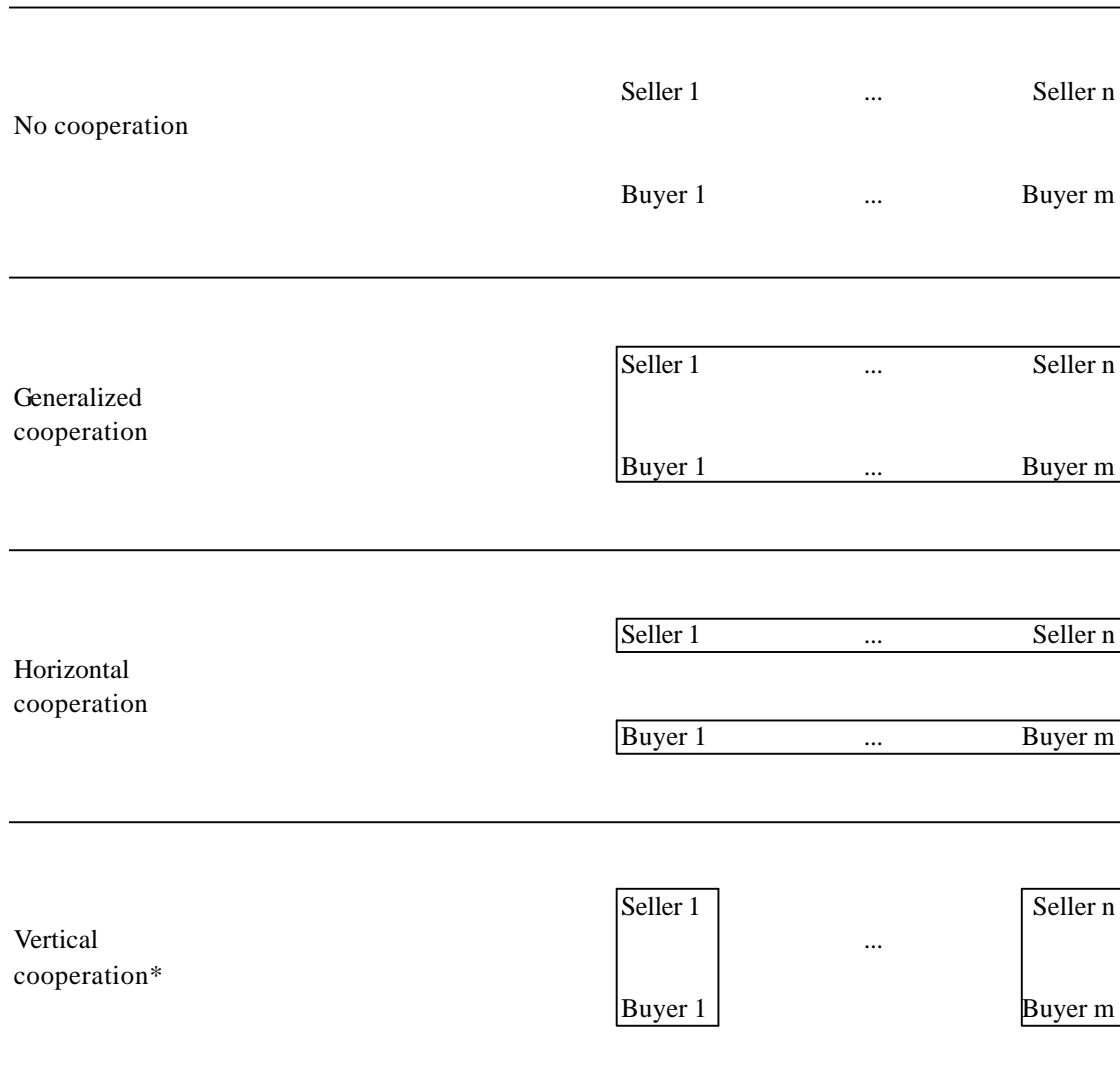 Seller 1 ... Seller n
No cooperation
Buyer 1 ... Buyer m
Seller 1 ... Seller n
Generalized
cooperation
Buyer 1 ... Buyer m
Seller 1 ... Seller n
Horizontal
cooperation
Buyer 1 ... Buyer m
Seller 1 Seller n
Vertical ...
cooperation*
Buyer 1 Buyer m